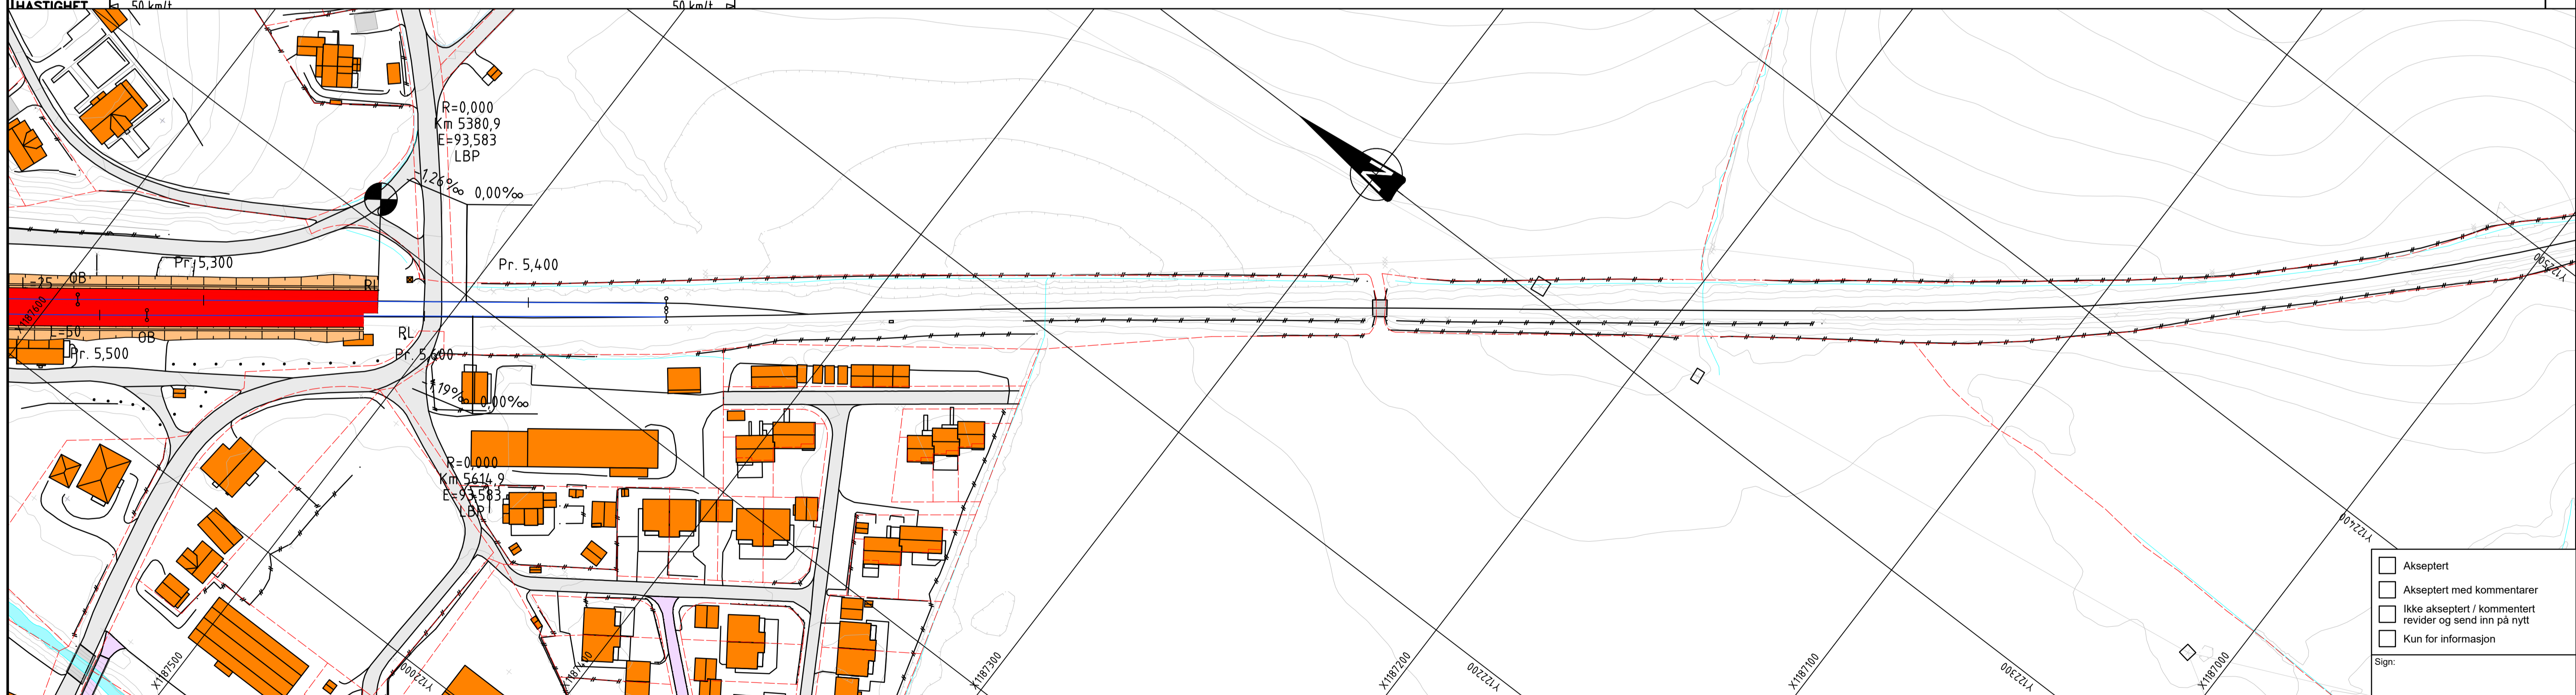 HASTIGHET
50 km/t
50 km/t
R=0,000
Km 5380,9
E=93,583
LBP
1,26‰
0,00‰
N
Pr. 5,300
Pr. 5,400
L=25
OB
RL
X1187600
L=60
OB
RL
Pr. 5,500
Pr. 5,600
1,19‰
0,00‰
R=0,000
Km 5614,9
E=93,583
LBP
Y122500
Y122400
X1187500
Y122000
X1187400
X1187300
X1187200
Y122200
X1187100
Y122300
X1187000
Akseptert
Akseptert med kommentarer
Ikke akseptert / kommentert
revider og send inn på nytt
Kun for informasjon
Sign: